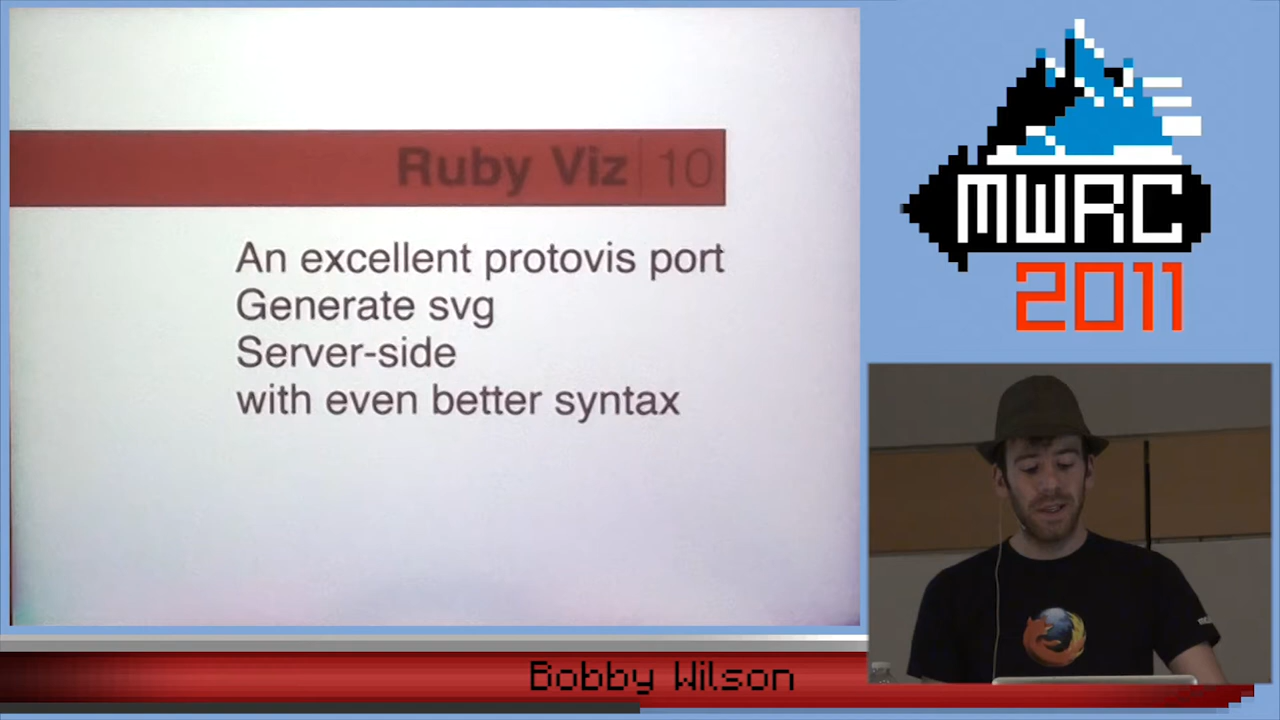 Ruby Viz | 10
An excellent protovis port
Generate svg
Server-side
with even better syntax
MWRC
2011
Bobby Wilson